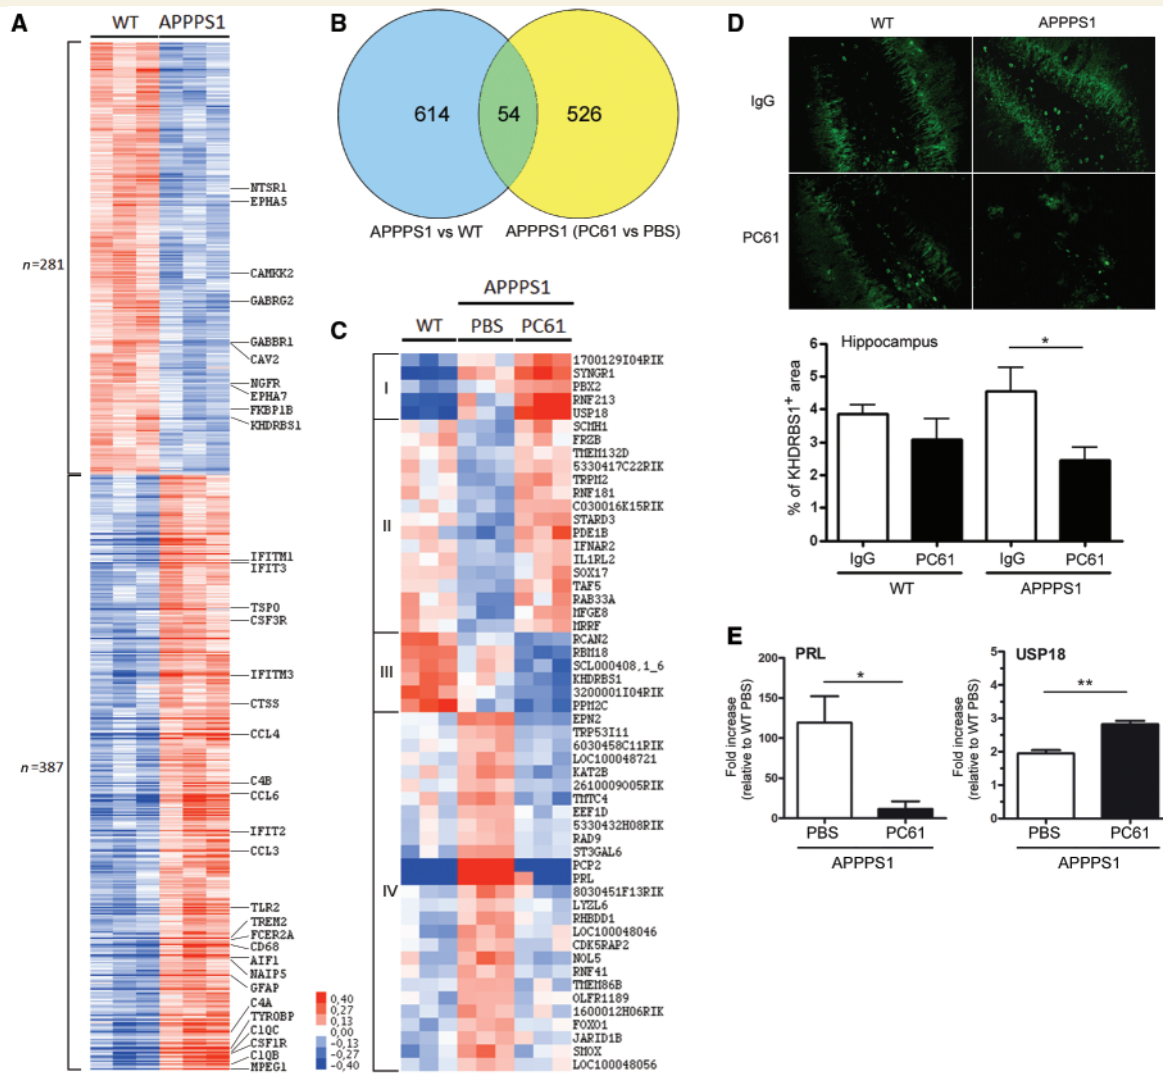 A
WT APPPS1
n=281
NTSR1
EPHA5
CAMKK2
GABRG2
GABBR1
CAV2
NGFR
EPHA7
FKBP1B
KHDRBS1
n=387
IFITM1
IFIT3
TSPO
CSF3R
IFITM3
CTSS
CCL4
C4B
CCL6
IFIT2
CCL3
TLR2
TREM2
FCER2A
CD68
AIF1
NAIP5
GFAP
C4A
TYROBP
C1QC
CSF1R
C1QB
MPEG1
0,40
0,27
0,13
0,00
-0,13
-0,27
-0,40
B
614 54 526
APPPS1 vs WT APPPS1 (PC61 vs PBS)
C
APPPS1
WT PBS PC61
I
1700129I04RIK
SYNGR1
PBX2
RNF213
USP18
II
SCMH1
FRZB
TMEM132D
5330417C22RIK
TRPM2
RNF181
C030016K15RIK
STARD3
PDE1B
IFNAR2
IL1RL2
SOX17
TAF5
RAB33A
MFGE8
MRRF
III
RCAN2
RBM18
SCL000408,1_6
KHDRBS1
3200001I04RIK
PPM2C
IV
EPN2
TRP53I11
6030458C11RIK
LOC100048721
KAT2B
2610009005RIK
TMTC4
EEF1D
5330432H08RIK
RAD9
ST3GAL6
PCP2
PRL
8030451F13RIK
LYZL6
RHBDD1
LOC100048046
CDK5RAP2
NOL5
RNF41
TMEM86B
OLFR1189
1600012H06RIK
FOXO1
JARID1B
SMOX
LOC100048056
D
WT APPPS1
IgG
PC61
Hippocampus
% of KHDRBS1+ area
6
5
4
3
2
1
0
*
IgG PC61 IgG PC61
WT APPPS1
E
PRL
Fold increase
(relative to WT PBS)
200
150
100
50
0
*
PBS PC61
APPPS1
USP18
Fold increase
(relative to WT PBS)
5
4
3
2
1
0
**
PBS PC61
APPPS1